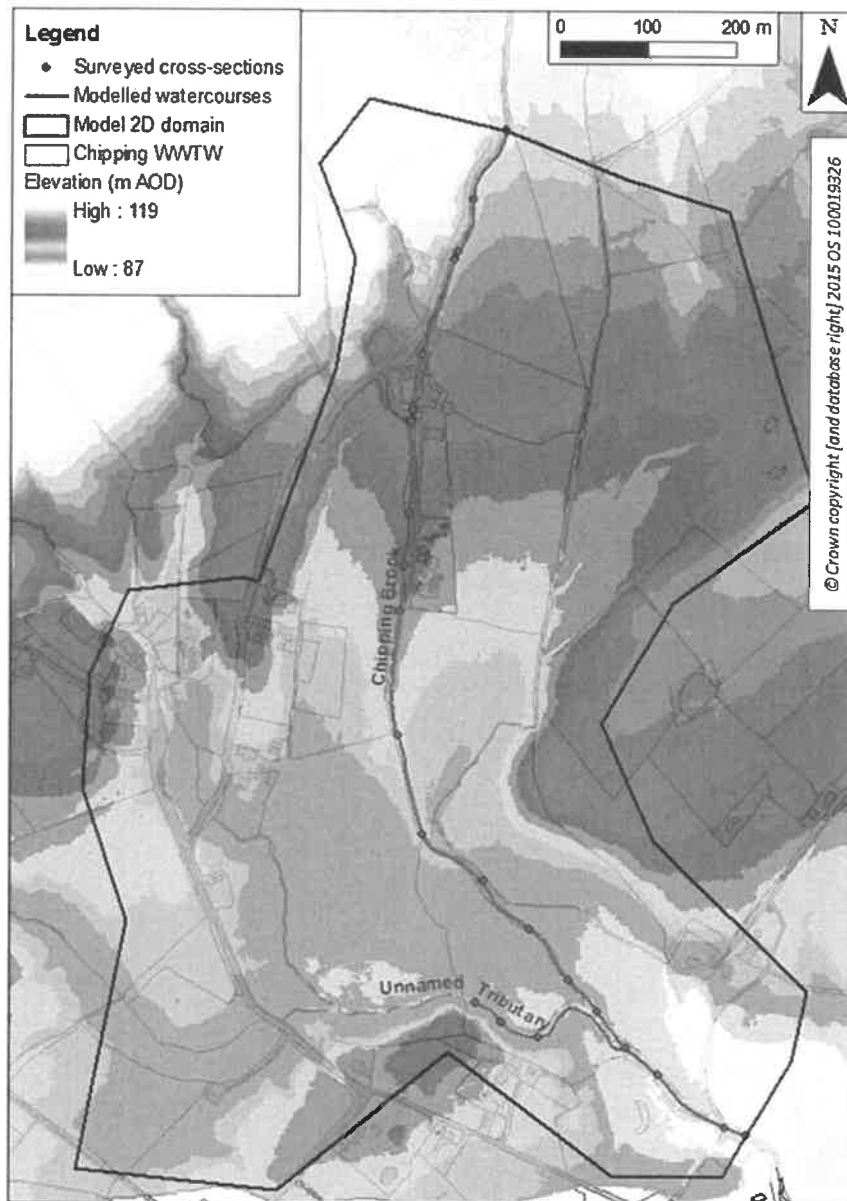 Legend
Surveyed cross-sections
Modelled watercourses
Model 2D domain
Chipping WWTW
Elevation (m AOD)
High : 119
Low : 87
0 100 200 m
N
© Crown copyright [and database right] 2015 OS 100019326
Chipping Brook
Unnamed Tributary